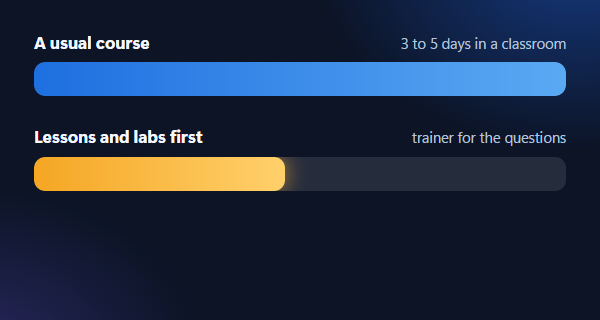 A usual course
3 to 5 days in a classroom
Lessons and labs first
trainer for the questions